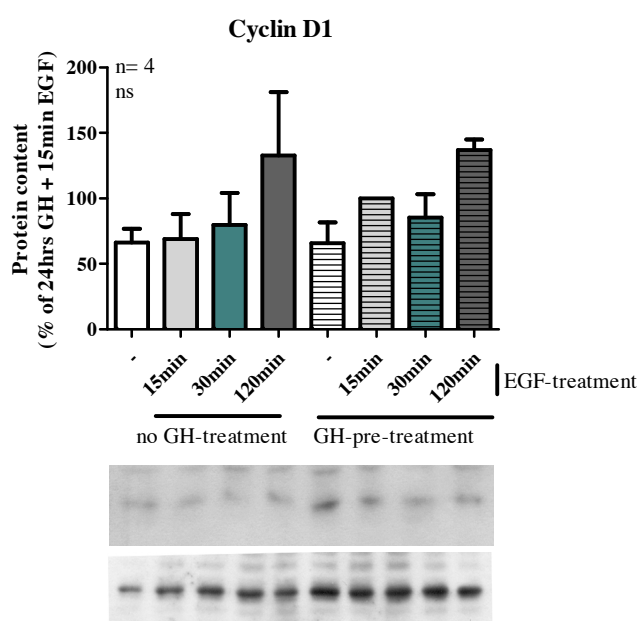 Cyclin D1
Protein content
(% of 24hrs GH + 15min EGF)
200
150
100
50
0
n= 4
ns
-
15min
30min
120min
-
15min
30min
120min
EGF-treatment
no GH-treatment
GH-pre-treatment